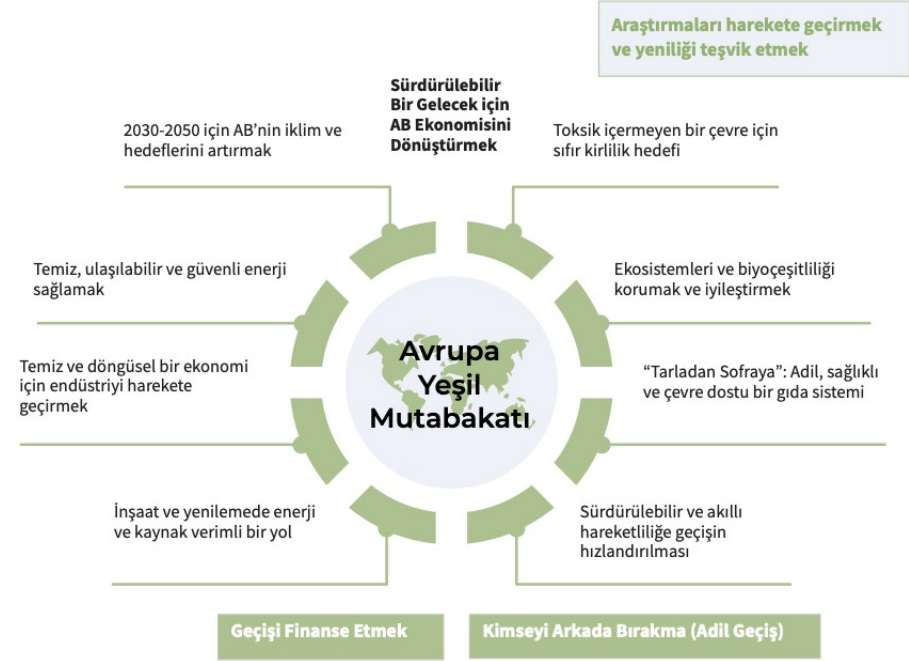 Araştırmaları harekete geçirmek
ve yeniliği teşvik etmek
Sürdürülebilir
Bir Gelecek için
AB Ekonomisini
Dönüştürmek
2030-2050 için AB’nin iklim ve
hedeflerini artırmak
Toksik içermeyen bir çevre için
sıfır kirlilik hedefi
Temiz, ulaşılabilir ve güvenli enerji
sağlamak
Ekosistemleri ve biyoçeşitliliği
korumak ve iyileştirmek
Temiz ve döngüsel bir ekonomi
için endüstriyi harekete
geçirmek
“Tarladan Sofraya”: Adil, sağlıklı
ve çevre dostu bir gıda sistemi
Avrupa
Yeşil
Mutabakatı
İnşaat ve yenilemede enerji
ve kaynak verimli bir yol
Sürdürülebilir ve akıllı
hareketliliğe geçişin
hızlandırılması
Geçişi Finanse Etmek
Kimseyi Arkada Bırakma (Adil Geçiş)